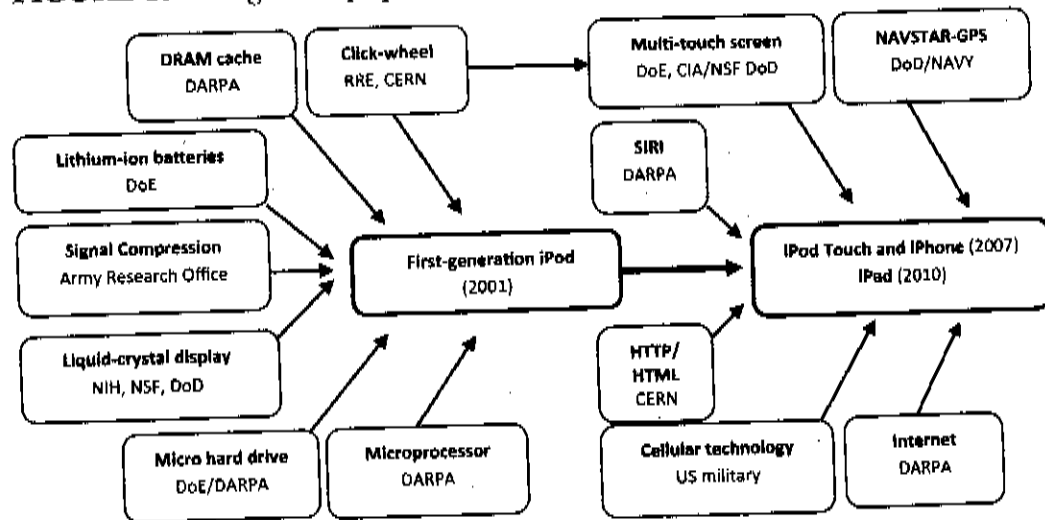 DRAM cache
DARPA
Click-wheel
RRE, CERN
Multi-touch screen
DoE, CIA/NSF DoD
NAVSTAR-GPS
DoD/NAVY
Lithium-ion batteries
DoE
SIRI
DARPA
Signal Compression
Army Research Office
First-generation iPod
(2001)
IPod Touch and IPhone (2007)
IPad (2010)
Liquid-crystal display
NIH, NSF, DoD
HTTP/
HTML
CERN
Micro hard drive
DoE/DARPA
Microprocessor
DARPA
Cellular technology
US military
Internet
DARPA